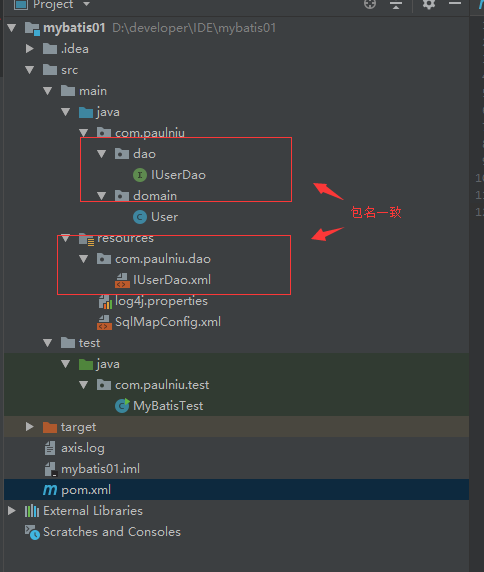 Project
mybatis01 D:\developer\IDE\mybatis01
.idea
src
main
java
com.paulniu
dao
IUserDao
domain
User
包名一致
resources
com.paulniu.dao
IUserDao.xml
log4j.properties
SqlMapConfig.xml
test
java
com.paulniu.test
MyBatisTest
target
axis.log
mybatis01.iml
pom.xml
External Libraries
Scratches and Consoles